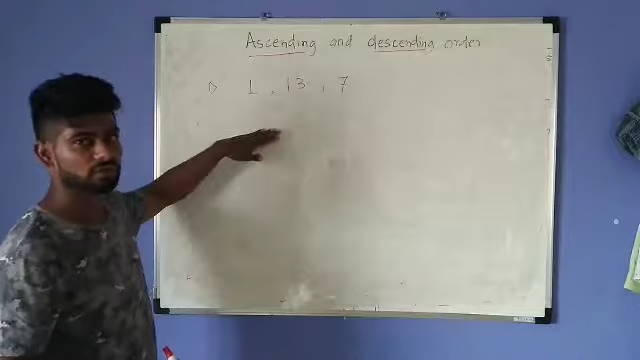 Ascending and descending order
▷ 1 , 13 , 7